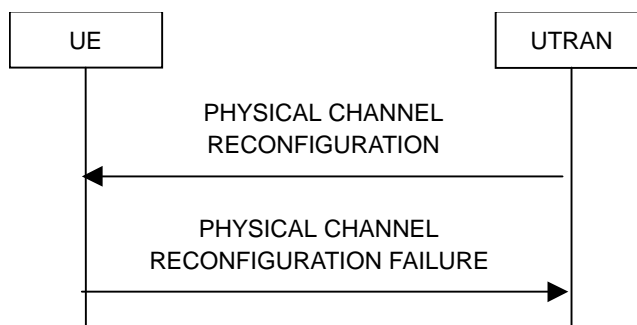 UE
UTRAN
PHYSICAL CHANNEL
RECONFIGURATION
PHYSICAL CHANNEL
RECONFIGURATION FAILURE